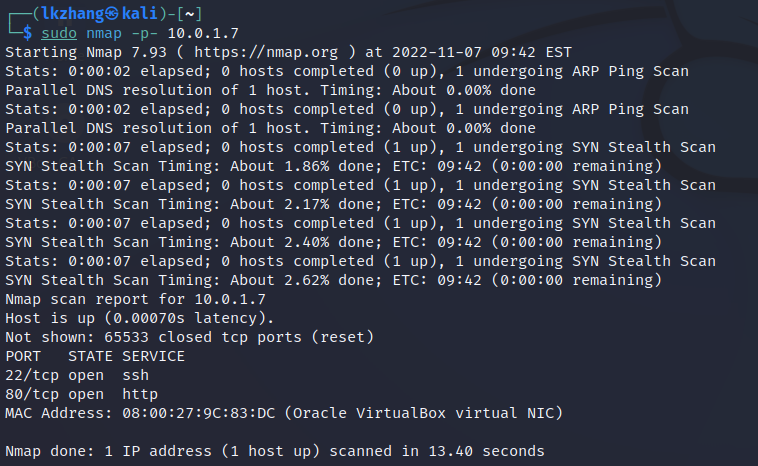 ┌──(lkzhang㉿kali)-[~]
└─$ sudo nmap -p- 10.0.1.7
Starting Nmap 7.93 ( https://nmap.org ) at 2022-11-07 09:42 EST
Stats: 0:00:02 elapsed; 0 hosts completed (0 up), 1 undergoing ARP Ping Scan
Parallel DNS resolution of 1 host. Timing: About 0.00% done
Stats: 0:00:02 elapsed; 0 hosts completed (0 up), 1 undergoing ARP Ping Scan
Parallel DNS resolution of 1 host. Timing: About 0.00% done
Stats: 0:00:07 elapsed; 0 hosts completed (1 up), 1 undergoing SYN Stealth Scan
SYN Stealth Scan Timing: About 1.86% done; ETC: 09:42 (0:00:00 remaining)
Stats: 0:00:07 elapsed; 0 hosts completed (1 up), 1 undergoing SYN Stealth Scan
SYN Stealth Scan Timing: About 2.17% done; ETC: 09:42 (0:00:00 remaining)
Stats: 0:00:07 elapsed; 0 hosts completed (1 up), 1 undergoing SYN Stealth Scan
SYN Stealth Scan Timing: About 2.40% done; ETC: 09:42 (0:00:00 remaining)
Stats: 0:00:07 elapsed; 0 hosts completed (1 up), 1 undergoing SYN Stealth Scan
SYN Stealth Scan Timing: About 2.62% done; ETC: 09:42 (0:00:00 remaining)
Nmap scan report for 10.0.1.7
Host is up (0.00070s latency).
Not shown: 65533 closed tcp ports (reset)
PORT   STATE SERVICE
22/tcp open  ssh
80/tcp open  http
MAC Address: 08:00:27:9C:83:DC (Oracle VirtualBox virtual NIC)

Nmap done: 1 IP address (1 host up) scanned in 13.40 seconds